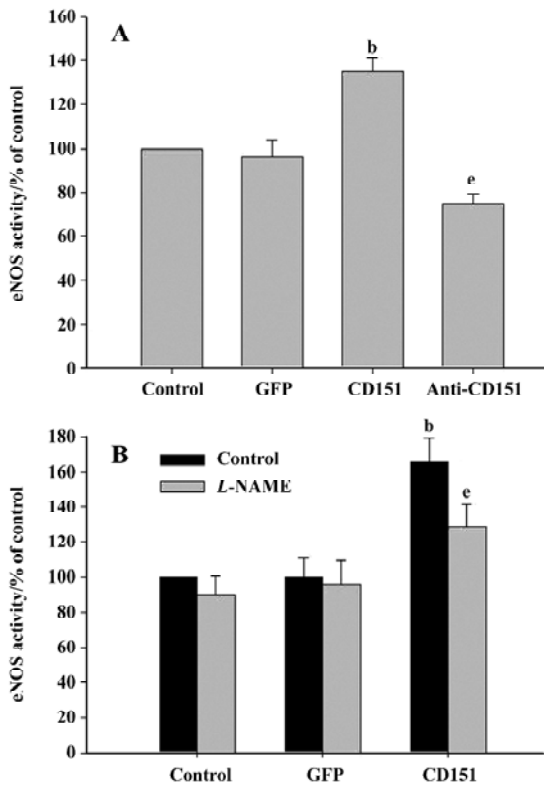 A
eNOS activity/% of control
160
140
120
100
80
60
40
20
0
b
e
Control GFP CD151 Anti-CD151
B
Control
L-NAME
eNOS activity/% of control
180
160
140
120
100
80
60
40
20
0
b
e
Control GFP CD151